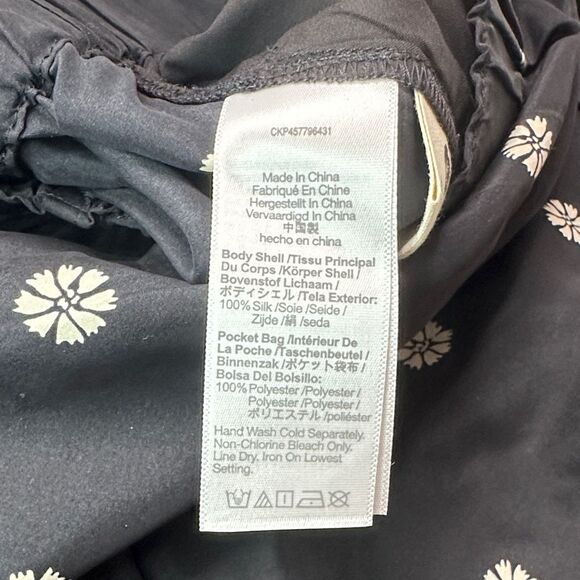 CKP457796431
Made In China
Fabriqué En Chine
Hergestellt In China
Vervaardigd In China
中国製
hecho en china
Body Shell /Tissu Principal
Du Corps /Körper Shell /
Bovenstof Lichaam /
ボディシェル /Tela Exterior:
100% Silk /Soie /Seide /
Zijde /絹 /seda
Pocket Bag /Intérieur De
La Poche /Taschenbeutel /
Binnenzak /ポケット袋布 /
Bolsa Del Bolsillo:
100% Polyester /Polyester /
Polyester /Polyester /
ポリエステル /poliéster
Hand Wash Cold Separately.
Non-Chlorine Bleach Only.
Line Dry. Iron On Lowest
Setting.